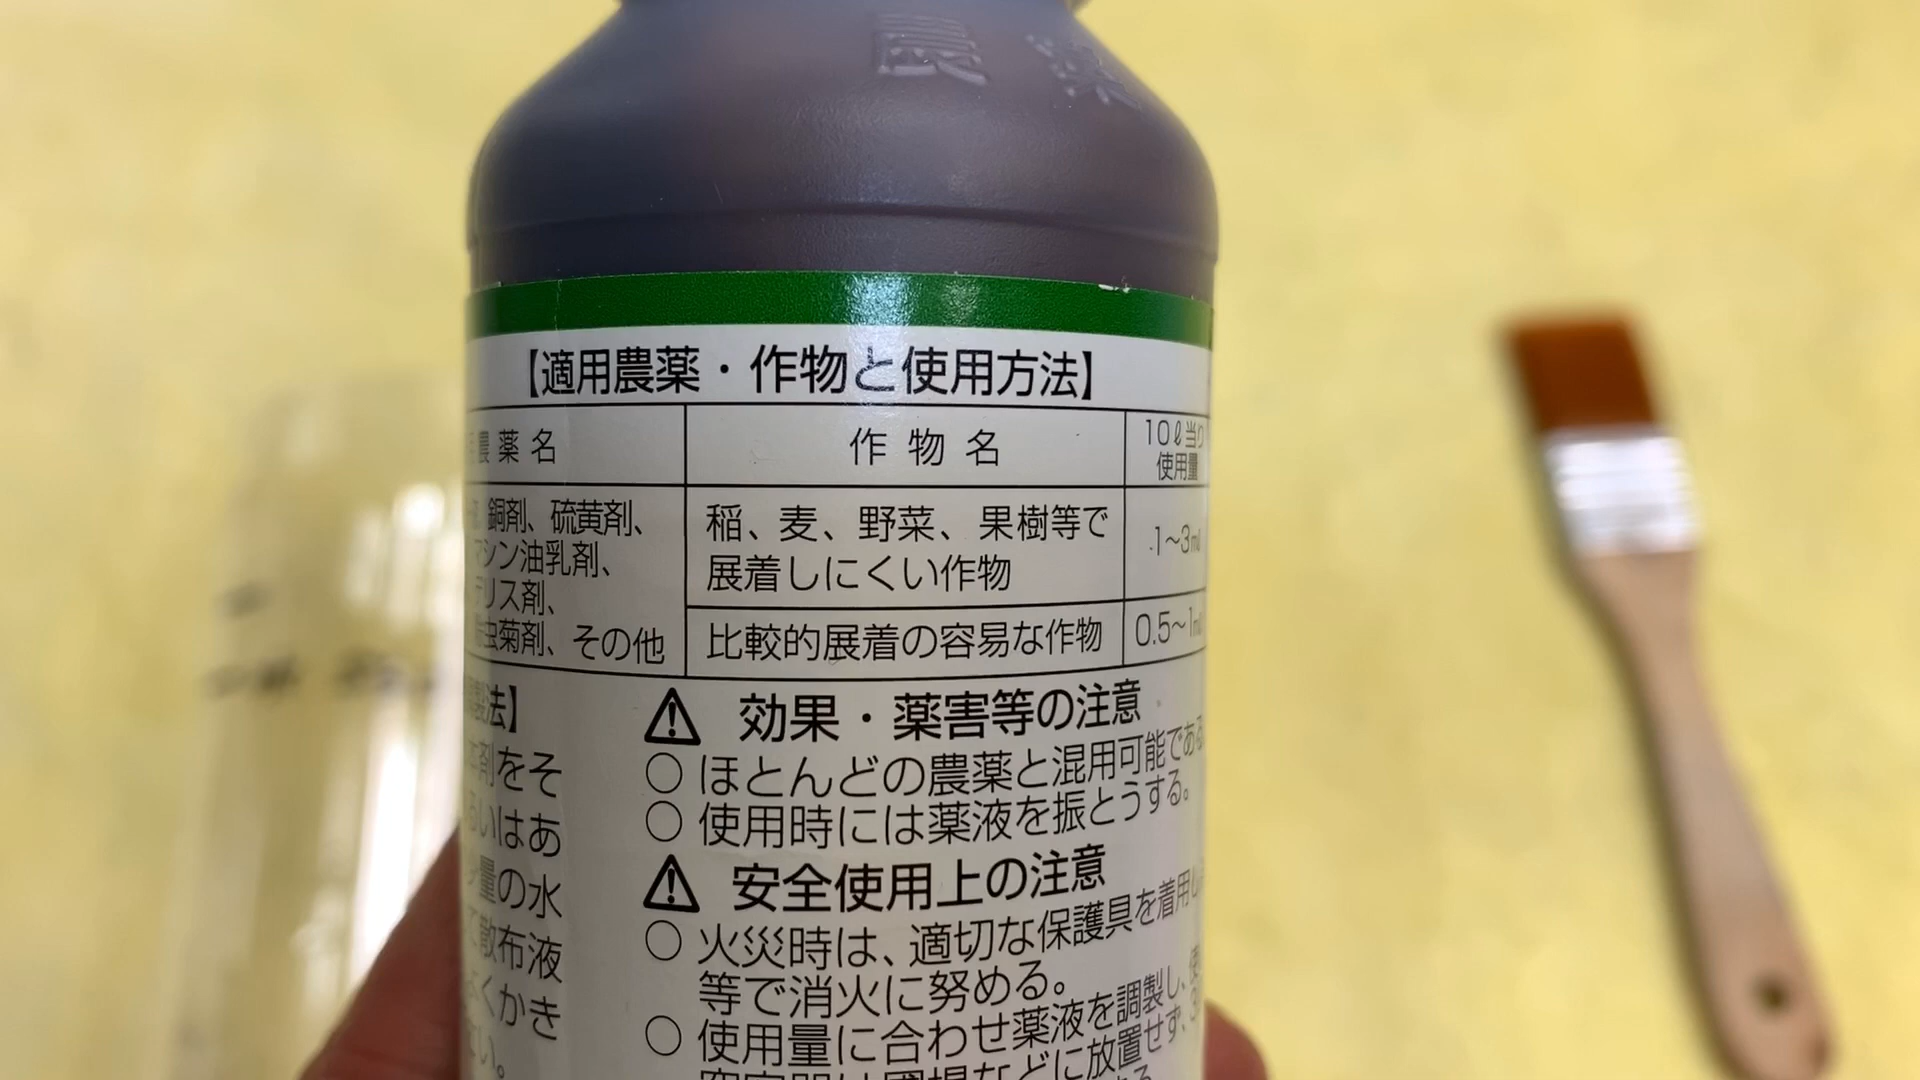 【適用農薬・作物と使用方法】
農薬名
作物名
10ℓ当り
使用量
銅剤、硫黄剤、
マシン油乳剤、
デリス剤、
虫菊剤、その他
稲、麦、野菜、果樹等で
展着しにくい作物
1〜3ml
比較的展着の容易な作物
0.5〜1ml
法】
剤をそ
いはあ
量の水
散布液
くかき
い。
⚠ 効果・薬害等の注意
○ ほとんどの農薬と混用可能である
○ 使用時には薬液を振とうする。
⚠ 安全使用上の注意
○ 火災時は、適切な保護具を着用し
等で消火に努める。
○ 使用量に合わせ薬液を調製し、使
などに放置せず、